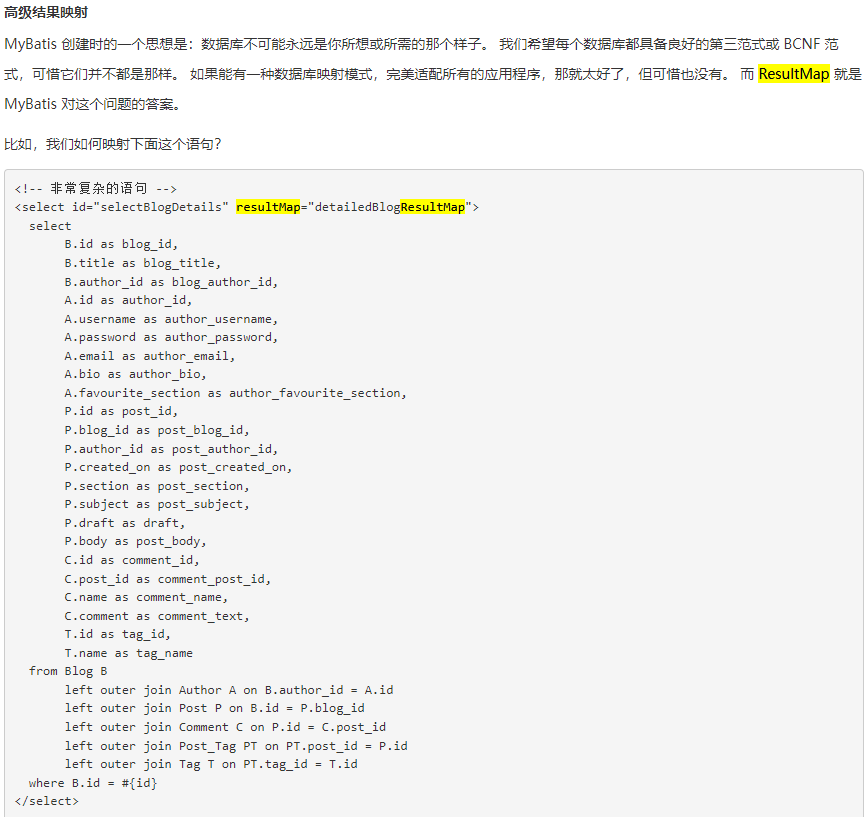 高级结果映射
MyBatis 创建时的一个思想是：数据库不可能永远是你所想或所需的那个样子。 我们希望每个数据库都具备良好的第三范式或 BCNF 范
式，可惜它们并不都是那样。 如果能有一种数据库映射模式，完美适配所有的应用程序，那就太好了，但可惜也没有。 而 ResultMap 就是
MyBatis 对这个问题的答案。
比如，我们如何映射下面这个语句？
<!-- 非常复杂的语句 -->
<select id="selectBlogDetails" resultMap="detailedBlogResultMap">
  select
       B.id as blog_id,
       B.title as blog_title,
       B.author_id as blog_author_id,
       A.id as author_id,
       A.username as author_username,
       A.password as author_password,
       A.email as author_email,
       A.bio as author_bio,
       A.favourite_section as author_favourite_section,
       P.id as post_id,
       P.blog_id as post_blog_id,
       P.author_id as post_author_id,
       P.created_on as post_created_on,
       P.section as post_section,
       P.subject as post_subject,
       P.draft as draft,
       P.body as post_body,
       C.id as comment_id,
       C.post_id as comment_post_id,
       C.name as comment_name,
       C.comment as comment_text,
       T.id as tag_id,
       T.name as tag_name
  from Blog B
       left outer join Author A on B.author_id = A.id
       left outer join Post P on B.id = P.blog_id
       left outer join Comment C on P.id = C.post_id
       left outer join Post_Tag PT on PT.post_id = P.id
       left outer join Tag T on PT.tag_id = T.id
  where B.id = #{id}
</select>